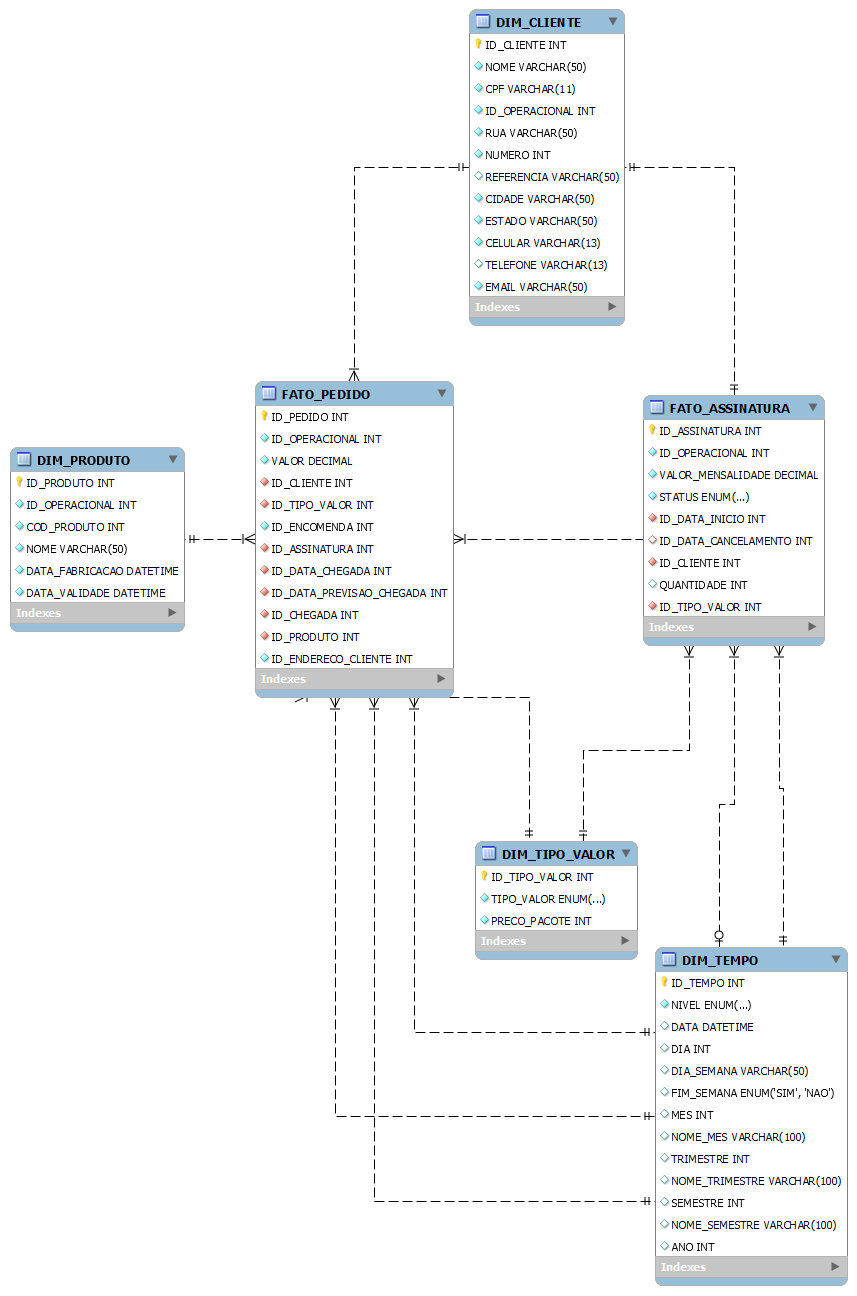 DIM_CLIENTE
ID_CLIENTE INT
NOME VARCHAR(50)
CPF VARCHAR(11)
ID_OPERACIONAL INT
RUA VARCHAR(50)
NUMERO INT
REFERENCIA VARCHAR(50)
CIDADE VARCHAR(50)
ESTADO VARCHAR(50)
CELULAR VARCHAR(13)
TELEFONE VARCHAR(13)
EMAIL VARCHAR(50)
Indexes
FATO_PEDIDO
ID_PEDIDO INT
ID_OPERACIONAL INT
VALOR DECIMAL
ID_CLIENTE INT
ID_TIPO_VALOR INT
ID_ENCOMENDA INT
ID_ASSINATURA INT
ID_DATA_CHEGADA INT
ID_DATA_PREVISAO_CHEGADA INT
ID_CHEGADA INT
ID_PRODUTO INT
ID_ENDERECO_CLIENTE INT
Indexes
FATO_ASSINATURA
ID_ASSINATURA INT
ID_OPERACIONAL INT
VALOR_MENSALIDADE DECIMAL
STATUS ENUM(...)
ID_DATA_INICIO INT
ID_DATA_CANCELAMENTO INT
ID_CLIENTE INT
QUANTIDADE INT
ID_TIPO_VALOR INT
Indexes
DIM_PRODUTO
ID_PRODUTO INT
ID_OPERACIONAL INT
COD_PRODUTO INT
NOME VARCHAR(50)
DATA_FABRICACAO DATETIME
DATA_VALIDADE DATETIME
Indexes
DIM_TIPO_VALOR
ID_TIPO_VALOR INT
TIPO_VALOR ENUM(...)
PRECO_PACOTE INT
Indexes
DIM_TEMPO
ID_TEMPO INT
NIVEL ENUM(...)
DATA DATETIME
DIA INT
DIA_SEMANA VARCHAR(50)
FIM_SEMANA ENUM('SIM', 'NAO')
MES INT
NOME_MES VARCHAR(100)
TRIMESTRE INT
NOME_TRIMESTRE VARCHAR(100)
SEMESTRE INT
NOME_SEMESTRE VARCHAR(100)
ANO INT
Indexes